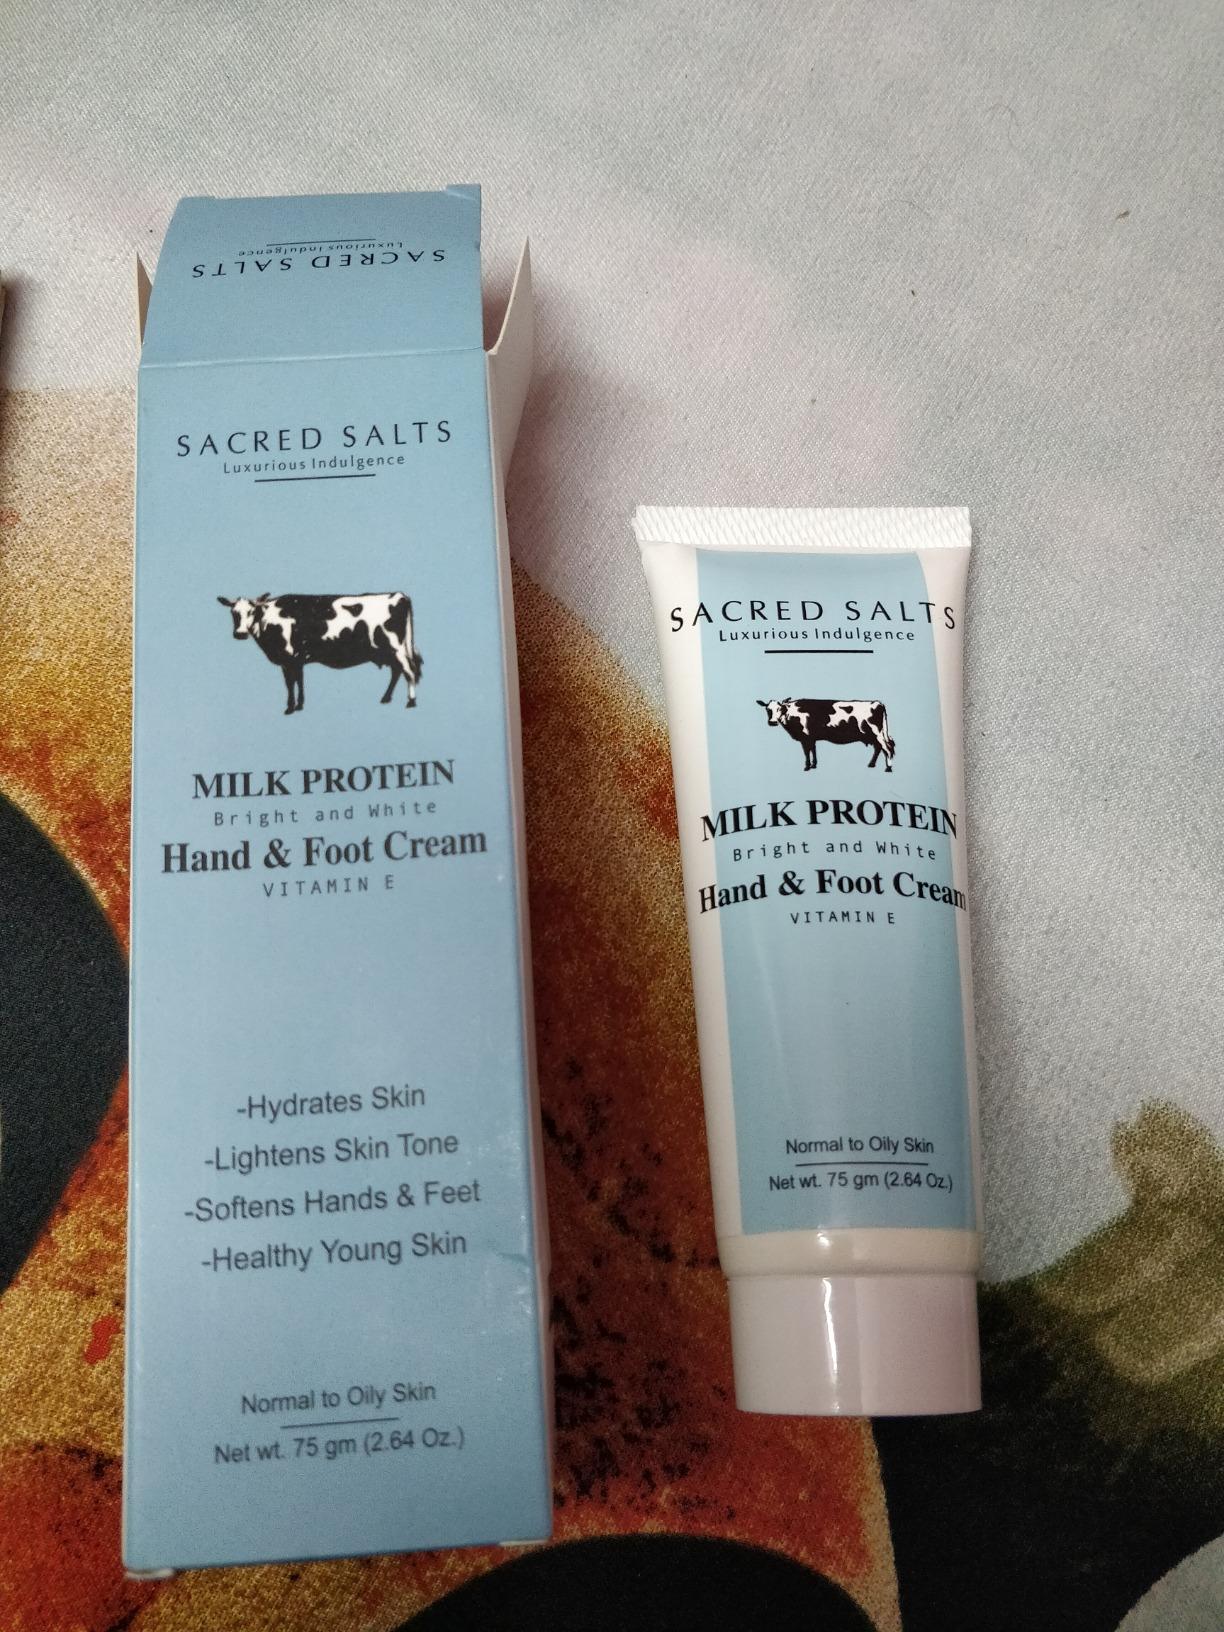 SACRED SALTS
Luxurious Indulgence
SACRED SALTS
Luxurious Indulgence
MILK PROTEIN
Bright and White
Hand & Foot Cream
VITAMIN E
-Hydrates Skin
-Lightens Skin Tone
-Softens Hands & Feet
-Healthy Young Skin
Normal to Oily Skin
Net wt. 75 gm (2.64 Oz.)
SACRED SALTS
Luxurious Indulgence
MILK PROTEIN
Bright and White
Hand & Foot Cream
VITAMIN E
Normal to Oily Skin
Net wt. 75 gm (2.64 Oz.)